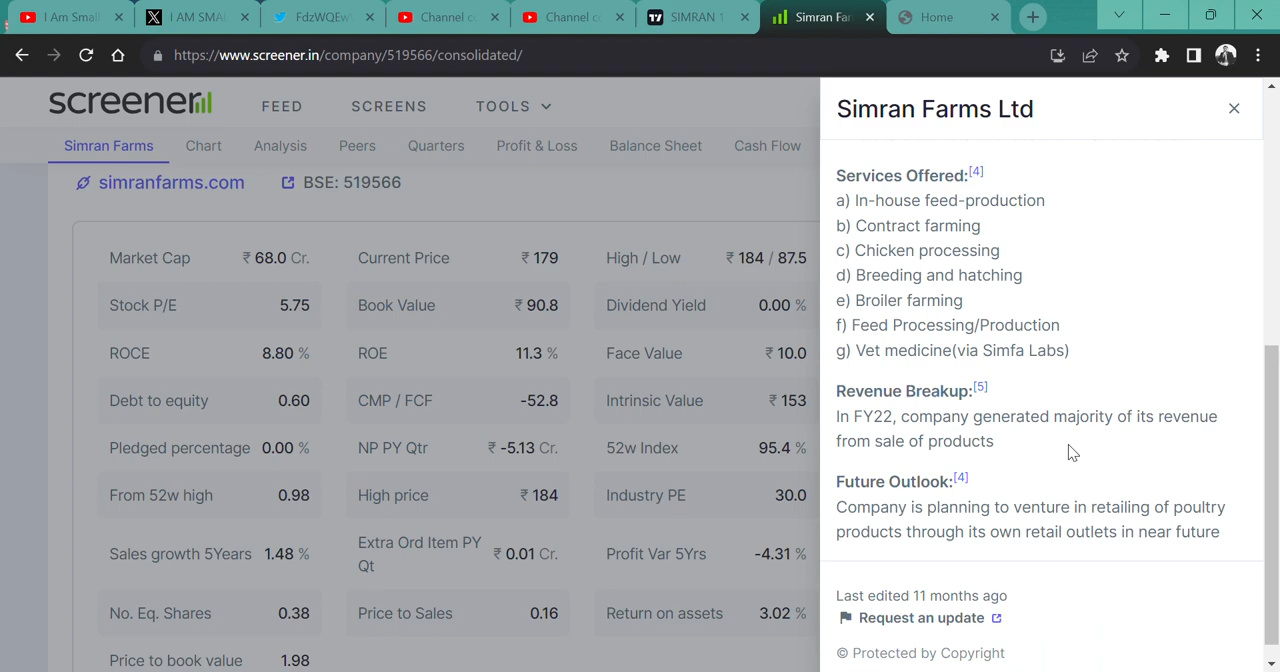 I Am Small
I AM SMA
FdzWQEw
Channel c
Channel co
SIMRAN 1
Simran Far
Home
https://www.screener.in/company/519566/consolidated/
screener
FEED
SCREENS
TOOLS
Simran Farms
Chart
Analysis
Peers
Quarters
Profit & Loss
Balance Sheet
Cash Flow
simranfarms.com
BSE: 519566
Market Cap ₹ 68.0 Cr.
Current Price ₹ 179
High / Low ₹ 184 / 87.5
Stock P/E 5.75
Book Value ₹ 90.8
Dividend Yield 0.00 %
ROCE 8.80 %
ROE 11.3 %
Face Value ₹ 10.0
Debt to equity 0.60
CMP / FCF -52.8
Intrinsic Value ₹ 153
Pledged percentage 0.00 %
NP PY Qtr ₹ -5.13 Cr.
52w Index 95.4 %
From 52w high 0.98
High price ₹ 184
Industry PE 30.0
Sales growth 5Years 1.48 %
Extra Ord Item PY
Qt ₹ 0.01 Cr.
Profit Var 5Yrs -4.31 %
No. Eq. Shares 0.38
Price to Sales 0.16
Return on assets 3.02 %
Price to book value 1.98
Simran Farms Ltd
Services Offered:[4]
a) In-house feed-production
b) Contract farming
c) Chicken processing
d) Breeding and hatching
e) Broiler farming
f) Feed Processing/Production
g) Vet medicine(via Simfa Labs)
Revenue Breakup:[5]
In FY22, company generated majority of its revenue
from sale of products
Future Outlook:[4]
Company is planning to venture in retailing of poultry
products through its own retail outlets in near future
Last edited 11 months ago
Request an update
© Protected by Copyright